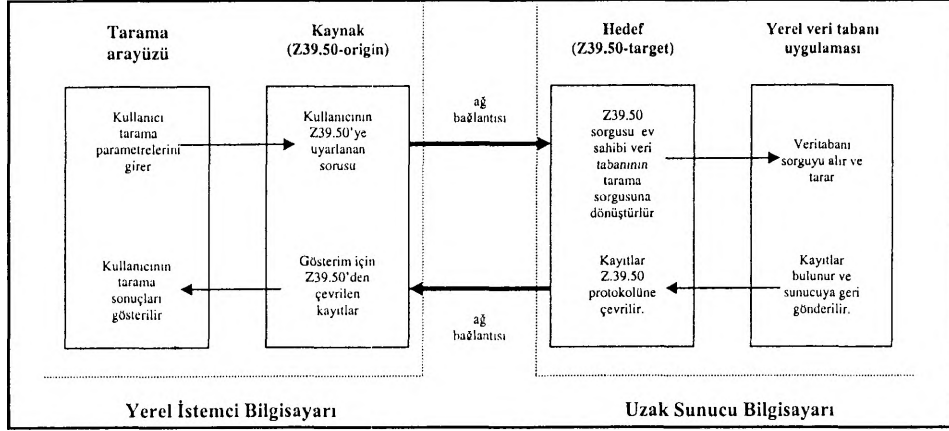 Tarama
arayüzü
Kaynak
(Z39.50-origin)
Hedef
(Z39.50-target)
Yerel veri tabanı
uygulaması
Kullanıcı
tarama
parametrelerini
girer
Kullanıcının
Z39.50'ye
uyarlanan
sorusu
ağ
bağlantısı
Z39.50
sorgusu ev
sahibi veri
tabanının
tarama
sorgusuna
dönüştürlür
Veritabanı
sorguyu alır ve
tarar
Kullanıcının
tarama
sonuçları
gösterilir
Gösterim için
Z39.50'den
çevrilen
kayıtlar
ağ
bağlantısı
Kayıtlar
Z.39.50
protokolüne
çevrilir.
Kayıtlar
bulunur ve
sunucuya geri
gönderilir.
Yerel İstemci Bilgisayarı
Uzak Sunucu Bilgisayarı